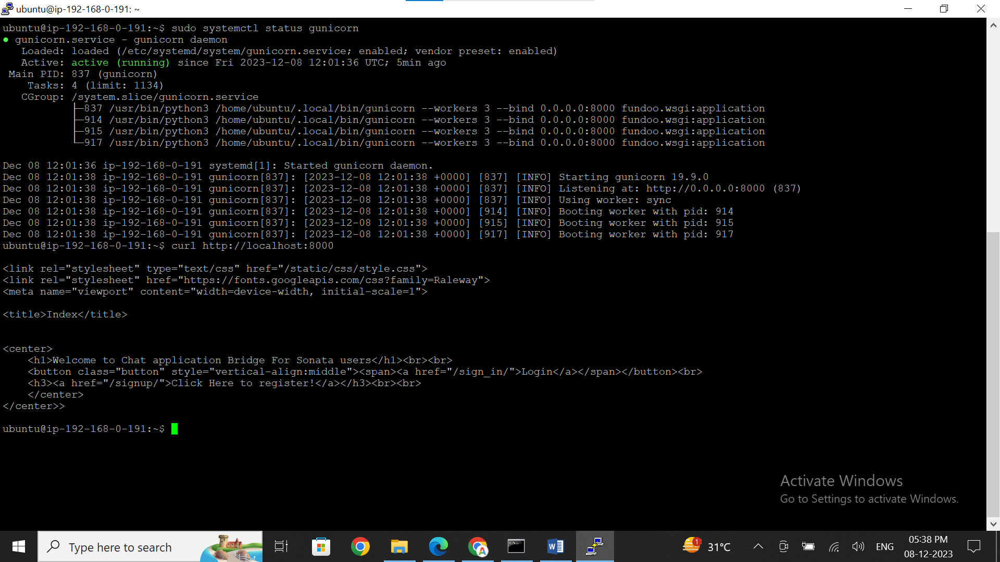 ubuntu@ip-192-168-0-191: ~
ubuntu@ip-192-168-0-191:~$ sudo systemctl status gunicorn
● gunicorn.service - gunicorn daemon
   Loaded: loaded (/etc/systemd/system/gunicorn.service; enabled; vendor preset: enabled)
   Active: active (running) since Fri 2023-12-08 12:01:36 UTC; 5min ago
 Main PID: 837 (gunicorn)
    Tasks: 4 (limit: 1134)
   CGroup: /system.slice/gunicorn.service
           ├─837 /usr/bin/python3 /home/ubuntu/.local/bin/gunicorn --workers 3 --bind 0.0.0.0:8000 fundoo.wsgi:application
           ├─914 /usr/bin/python3 /home/ubuntu/.local/bin/gunicorn --workers 3 --bind 0.0.0.0:8000 fundoo.wsgi:application
           ├─915 /usr/bin/python3 /home/ubuntu/.local/bin/gunicorn --workers 3 --bind 0.0.0.0:8000 fundoo.wsgi:application
           └─917 /usr/bin/python3 /home/ubuntu/.local/bin/gunicorn --workers 3 --bind 0.0.0.0:8000 fundoo.wsgi:application
Dec 08 12:01:36 ip-192-168-0-191 systemd[1]: Started gunicorn daemon.
Dec 08 12:01:38 ip-192-168-0-191 gunicorn[837]: [2023-12-08 12:01:38 +0000] [837] [INFO] Starting gunicorn 19.9.0
Dec 08 12:01:38 ip-192-168-0-191 gunicorn[837]: [2023-12-08 12:01:38 +0000] [837] [INFO] Listening at: http://0.0.0.0:8000 (837)
Dec 08 12:01:38 ip-192-168-0-191 gunicorn[837]: [2023-12-08 12:01:38 +0000] [837] [INFO] Using worker: sync
Dec 08 12:01:38 ip-192-168-0-191 gunicorn[837]: [2023-12-08 12:01:38 +0000] [914] [INFO] Booting worker with pid: 914
Dec 08 12:01:38 ip-192-168-0-191 gunicorn[837]: [2023-12-08 12:01:38 +0000] [915] [INFO] Booting worker with pid: 915
Dec 08 12:01:38 ip-192-168-0-191 gunicorn[837]: [2023-12-08 12:01:38 +0000] [917] [INFO] Booting worker with pid: 917
ubuntu@ip-192-168-0-191:~$ curl http://localhost:8000
<link rel="stylesheet" type="text/css" href="/static/css/style.css">
<link rel="stylesheet" href="https://fonts.googleapis.com/css?family=Raleway">
<meta name="viewport" content="width=device-width, initial-scale=1">
<title>Index</title>
<center>
    <h1>Welcome to Chat application Bridge For Sonata users</h1><br><br>
    <button class="button" style="vertical-align:middle"><span><a href="/sign_in/">Login</a></span></button><br>
    <h3><a href="/signup/">Click Here to register!</a></h3><br><br>
    </center>
</center>>
ubuntu@ip-192-168-0-191:~$
Activate Windows
Go to Settings to activate Windows.
Type here to search
1
31°C
ENG
05:38 PM
08-12-2023